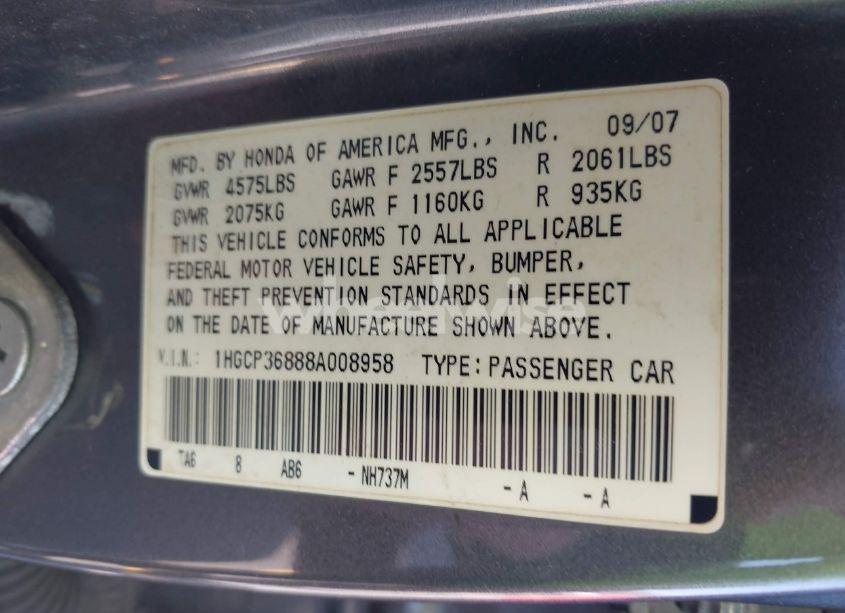 MFD. BY HONDA OF AMERICA MFG., INC. 09/07
GVWR 4575LBS GAWR F 2557LBS R 2061LBS
GVWR 2075KG GAWR F 1160KG R 935KG
THIS VEHICLE CONFORMS TO ALL APPLICABLE
FEDERAL MOTOR VEHICLE SAFETY, BUMPER,
AND THEFT PREVENTION STANDARDS IN EFFECT
ON THE DATE OF MANUFACTURE SHOWN ABOVE.
wheelwise
V.I.N.: 1HGCP36888A008958 TYPE: PASSENGER CAR
TA6 8 AB6 - NH737M - A - A